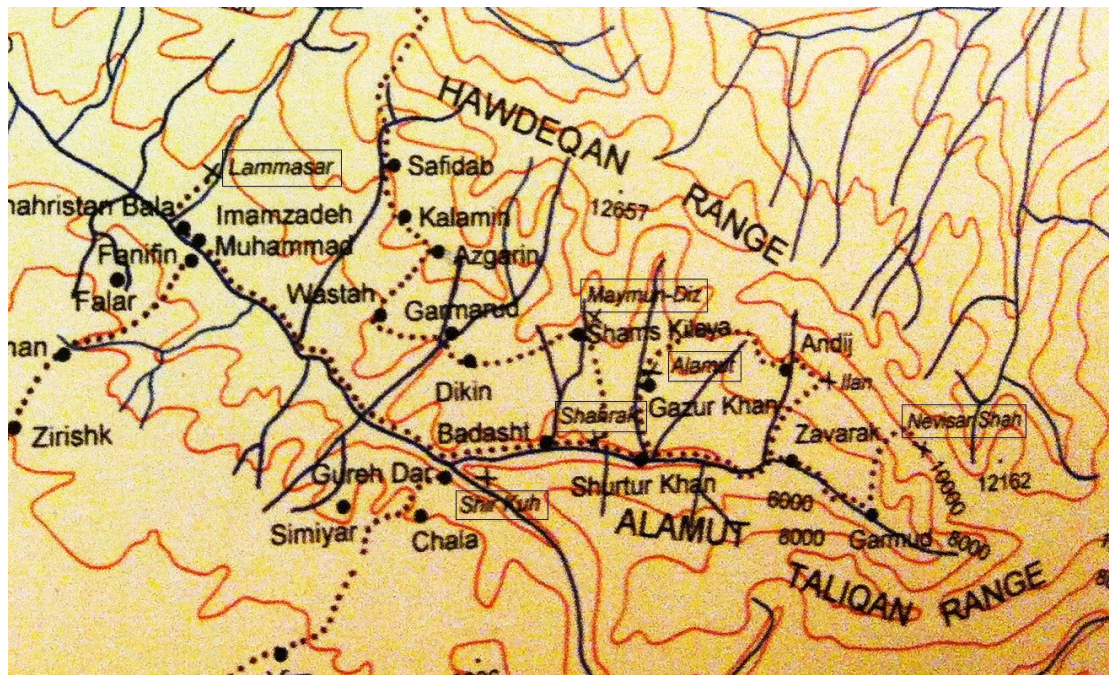 HAWDEQAN
RANGE
Safidab
Lammasar
Imamzadeh
Muhammad
Kalamin
12657
Fanifin
Azgarin
Falar
Wastah
Garmarud
Maymun-Diz
Shams Kilaya
Andij
Alamut
Ilan
Dikin
Gazur Khan
Zirishk
Badasht
Shahrak
Zavarak
Nevisar Shah
Gureh Dar
Shir Kuh
Shurtur Khan
6000
10000
12162
Simiyar
Chala
ALAMUT
8000
Garmud
8000
TALIQAN RANGE